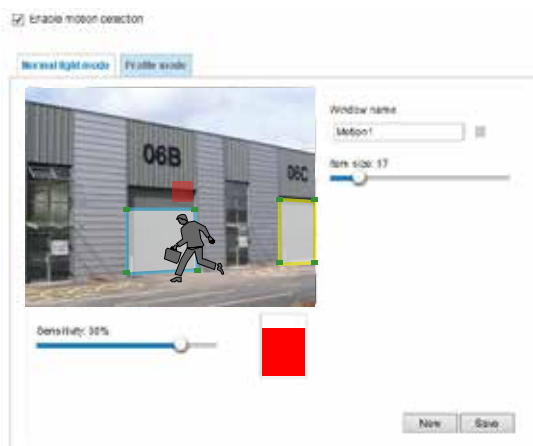 Enable motion detection
Normal light mode Profile mode
Window name
Motion1
Item size: 17
06B
06C
Sensitivity: 80%
New Save